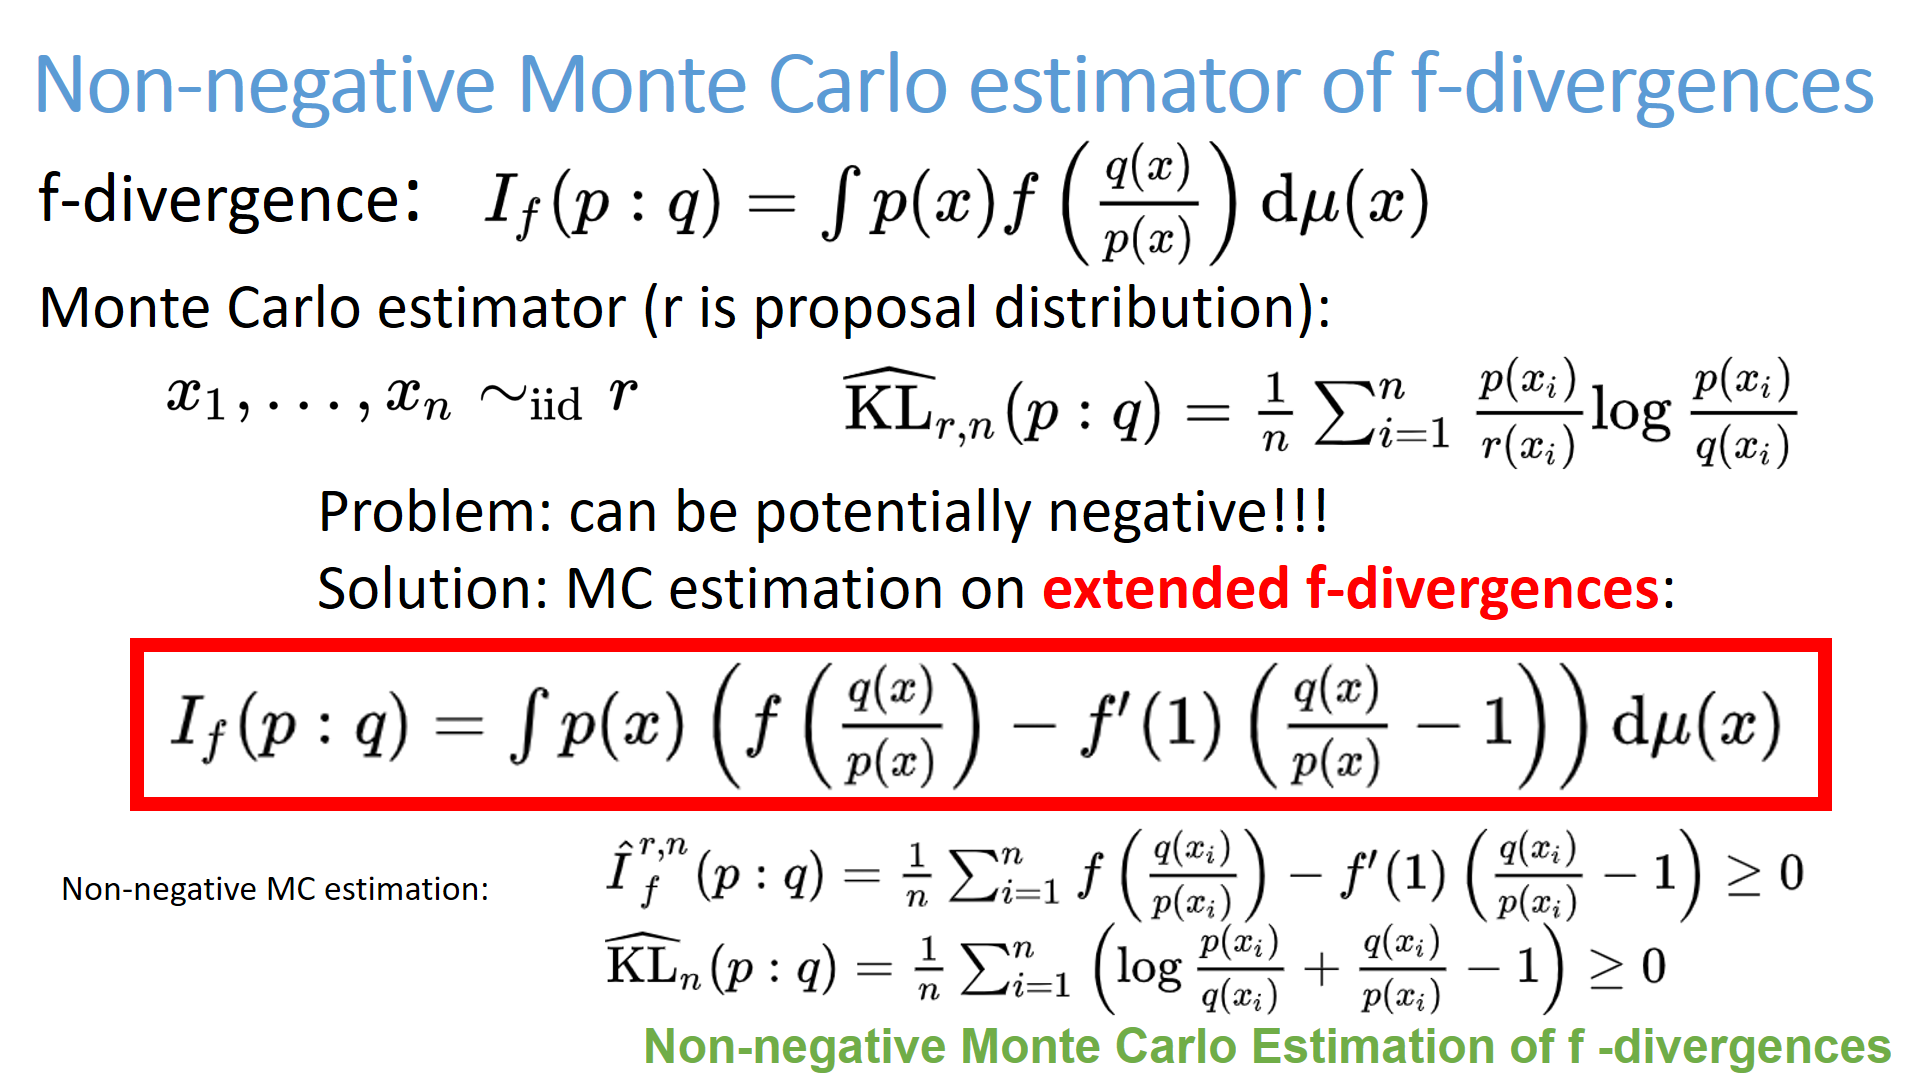 Non-negative Monte Carlo estimator of f-divergences
f-divergence: $I_f(p : q) = \int p(x) f\left(\frac{q(x)}{p(x)}\right) \mathrm{d}\mu(x)$
Monte Carlo estimator (r is proposal distribution):
$x_1, \ldots, x_n \sim_{\mathrm{iid}} r$ $\widehat{\mathrm{KL}}_{r,n}(p : q) = \frac{1}{n} \sum_{i=1}^{n} \frac{p(x_i)}{r(x_i)} \log \frac{p(x_i)}{q(x_i)}$
Problem: can be potentially negative!!!
Solution: MC estimation on extended f-divergences:
$I_f(p : q) = \int p(x) \left( f\left(\frac{q(x)}{p(x)}\right) - f'(1) \left(\frac{q(x)}{p(x)} - 1\right) \right) \mathrm{d}\mu(x)$
Non-negative MC estimation: $\hat{I}_f^{r,n}(p : q) = \frac{1}{n} \sum_{i=1}^{n} f\left(\frac{q(x_i)}{p(x_i)}\right) - f'(1) \left(\frac{q(x_i)}{p(x_i)} - 1\right) \geq 0$
$\widehat{\mathrm{KL}}_n(p : q) = \frac{1}{n} \sum_{i=1}^{n} \left( \log \frac{p(x_i)}{q(x_i)} + \frac{q(x_i)}{p(x_i)} - 1 \right) \geq 0$
Non-negative Monte Carlo Estimation of f -divergences